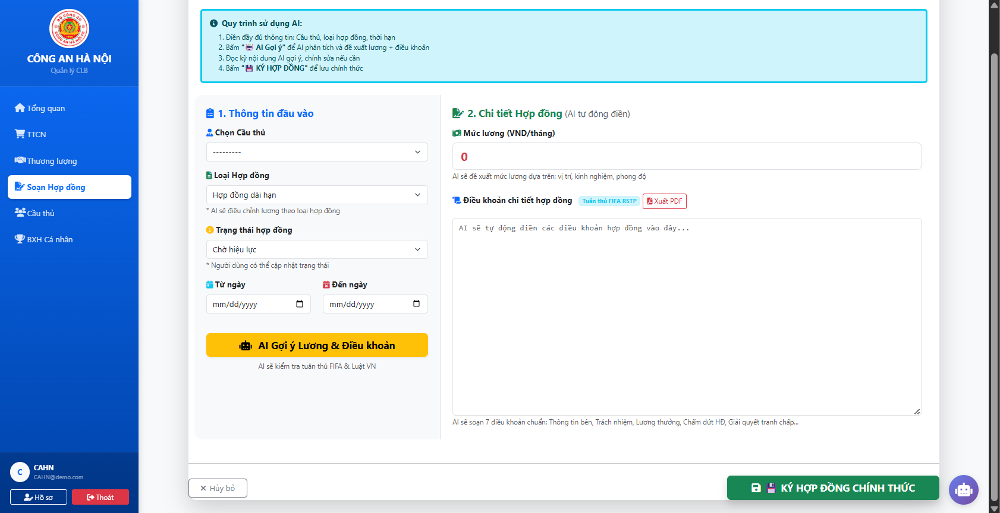 BỘ CÔNG AN
CÔNG AN HÀ NỘI FC
CÔNG AN HÀ NỘI
Quản lý CLB
Tổng quan
TTCN
Thương lượng
Soạn Hợp đồng
Cầu thủ
BXH Cá nhân
C
CAHN
CAHN@demo.com
Hồ sơ
Thoát
Quy trình sử dụng AI:
1. Điền đầy đủ thông tin: Cầu thủ, loại hợp đồng, thời hạn
2. Bấm "🤖 AI Gợi ý" để AI phân tích và đề xuất lương + điều khoản
3. Đọc kỹ nội dung AI gợi ý, chỉnh sửa nếu cần
4. Bấm "💾 KÝ HỢP ĐỒNG" để lưu chính thức
1. Thông tin đầu vào
Chọn Cầu thủ
---------
Loại Hợp đồng
Hợp đồng dài hạn
* AI sẽ điều chỉnh lương theo loại hợp đồng
Trạng thái hợp đồng
Chờ hiệu lực
* Người dùng có thể cập nhật trạng thái
Từ ngày Đến ngày
mm/dd/yyyy mm/dd/yyyy
AI Gợi ý Lương & Điều khoản
AI sẽ kiểm tra tuân thủ FIFA & Luật VN
2. Chi tiết Hợp đồng (AI tự động điền)
Mức lương (VND/tháng)
0
AI sẽ đề xuất mức lương dựa trên: vị trí, kinh nghiệm, phong độ
Điều khoản chi tiết hợp đồng Tuân thủ FIFA RSTP Xuất PDF
AI sẽ tự động điền các điều khoản hợp đồng vào đây...
AI sẽ soạn 7 điều khoản chuẩn: Thông tin bên, Trách nhiệm, Lương thưởng, Chấm dứt HĐ, Giải quyết tranh chấp...
Hủy bỏ
💾 KÝ HỢP ĐỒNG CHÍNH THỨC